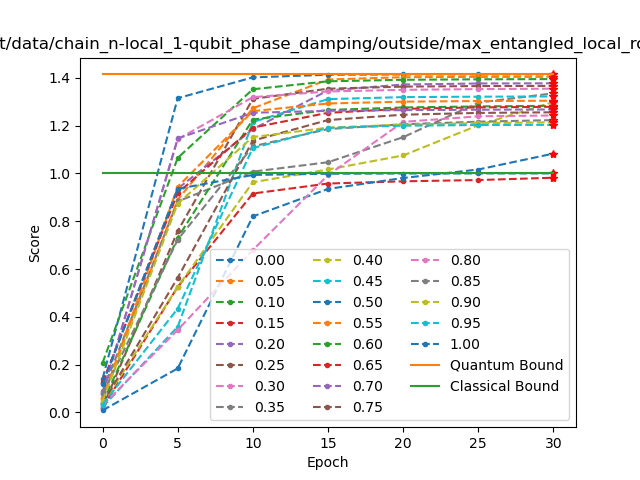 t/data/chain_n-local_1-qubit_phase_damping/outside/max_entangled_local_ro
Score
1.4
1.2
1.0
0.8
0.6
0.4
0.2
0.0
0.00 0.40 0.80
0.05 0.45 0.85
0.10 0.50 0.90
0.15 0.55 0.95
0.20 0.60 1.00
0.25 0.65 Quantum Bound
0.30 0.70 Classical Bound
0.35 0.75
0 5 10 15 20 25 30
Epoch